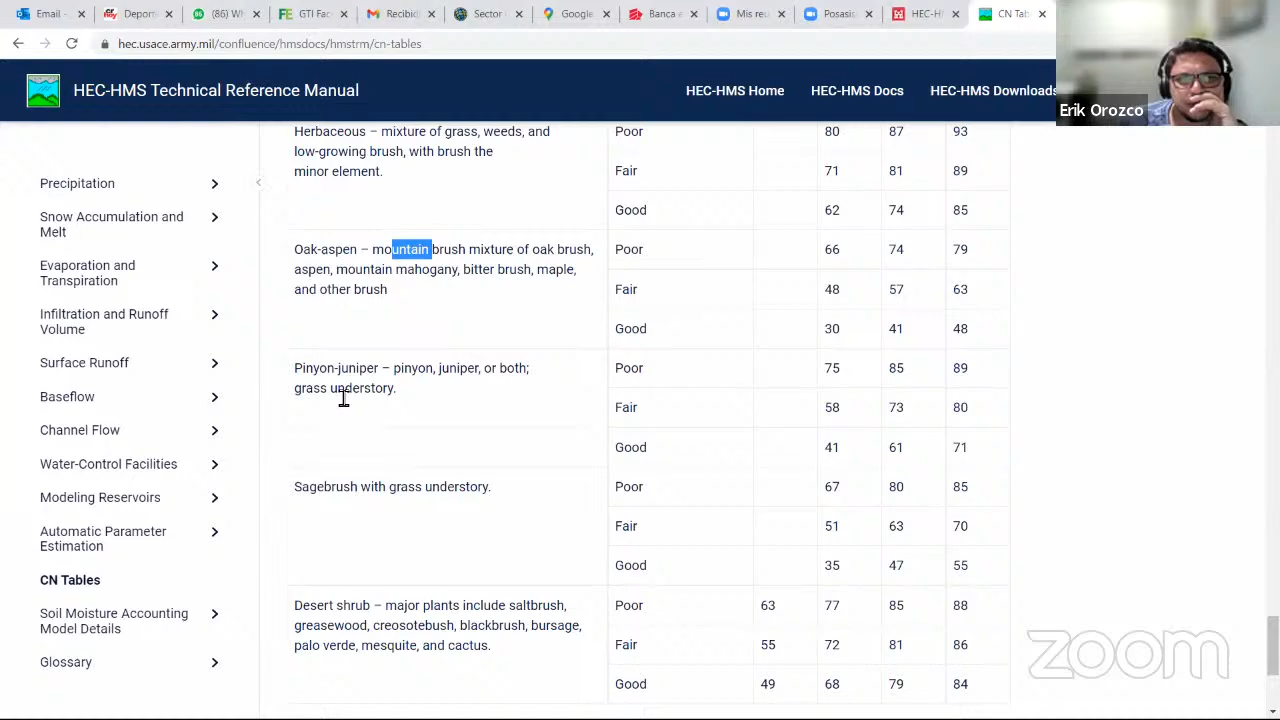 Email
Depor
(86) Wh
GTI Fac
Recibid
Sector
Google
Banca e
Mis reu
Posasis
HEC-H
CN Tab
hec.usace.army.mil/confluence/hmsdocs/hmstrm/cn-tables
HEC-HMS Technical Reference Manual
HEC-HMS Home HEC-HMS Docs HEC-HMS Downloads
Erik Orozco
Precipitation
Snow Accumulation and
Melt
Evaporation and
Transpiration
Infiltration and Runoff
Volume
Surface Runoff
Baseflow
Channel Flow
Water-Control Facilities
Modeling Reservoirs
Automatic Parameter
Estimation
CN Tables
Soil Moisture Accounting
Model Details
Glossary
Herbaceous – mixture of grass, weeds, and
low-growing brush, with brush the
minor element.
Poor 80 87 93
Fair 71 81 89
Good 62 74 85
Oak-aspen – mountain brush mixture of oak brush,
aspen, mountain mahogany, bitter brush, maple,
and other brush
Poor 66 74 79
Fair 48 57 63
Good 30 41 48
Pinyon-juniper – pinyon, juniper, or both;
grass understory.
Poor 75 85 89
Fair 58 73 80
Good 41 61 71
Sagebrush with grass understory.
Poor 67 80 85
Fair 51 63 70
Good 35 47 55
Desert shrub – major plants include saltbrush,
greasewood, creosotebush, blackbrush, bursage,
palo verde, mesquite, and cactus.
Poor 63 77 85 88
Fair 55 72 81 86
Good 49 68 79 84
zoom